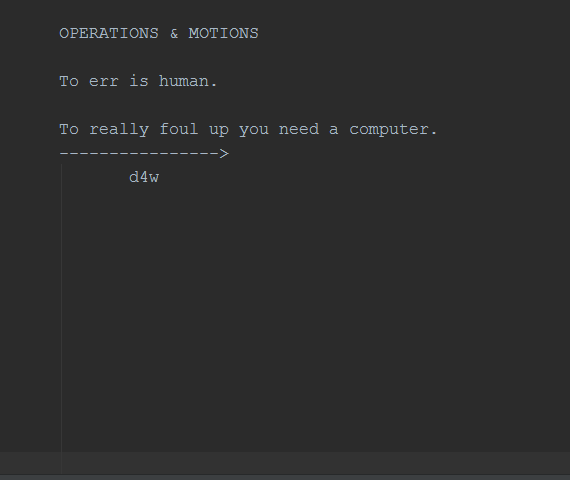 OPERATIONS & MOTIONS
To err is human.
To really foul up you need a computer.
---------------->
d4w